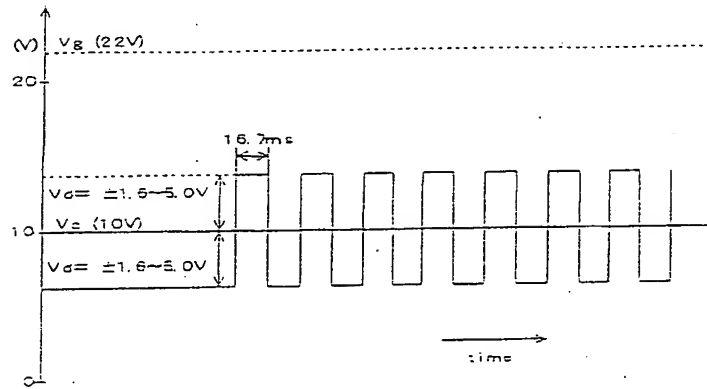 (V)
Vg (22V)
20
16.7ms
Vd= ±1.6~5.0V
Vc (10V)
10
Vd= ±1.6~5.0V
time
0